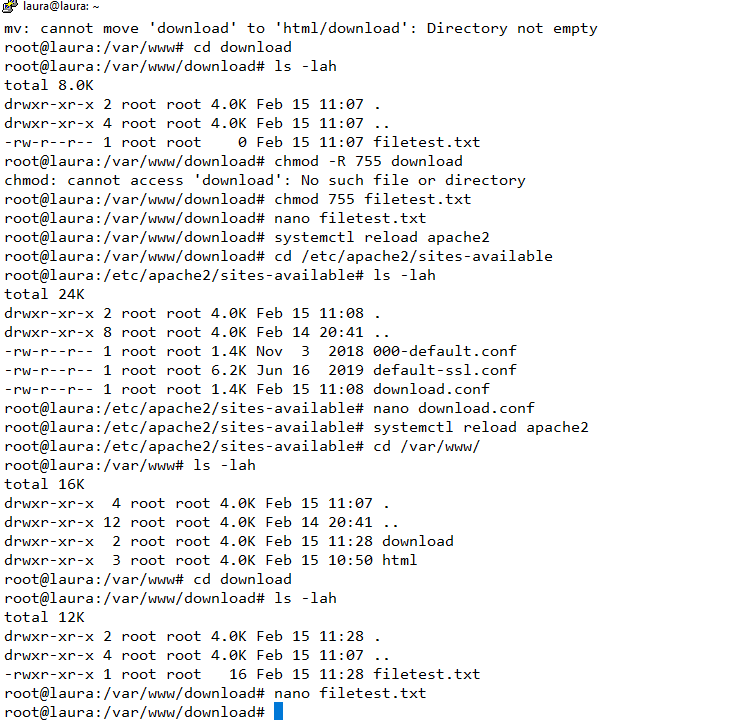 laura@laura: ~
mv: cannot move 'download' to 'html/download': Directory not empty
root@laura:/var/www# cd download
root@laura:/var/www/download# ls -lah
total 8.0K
drwxr-xr-x 2 root root 4.0K Feb 15 11:07 .
drwxr-xr-x 4 root root 4.0K Feb 15 11:07 ..
-rw-r--r-- 1 root root    0 Feb 15 11:07 filetest.txt
root@laura:/var/www/download# chmod -R 755 download
chmod: cannot access 'download': No such file or directory
root@laura:/var/www/download# chmod 755 filetest.txt
root@laura:/var/www/download# nano filetest.txt
root@laura:/var/www/download# systemctl reload apache2
root@laura:/var/www/download# cd /etc/apache2/sites-available
root@laura:/etc/apache2/sites-available# ls -lah
total 24K
drwxr-xr-x 2 root root 4.0K Feb 15 11:08 .
drwxr-xr-x 8 root root 4.0K Feb 14 20:41 ..
-rw-r--r-- 1 root root 1.4K Nov  3  2018 000-default.conf
-rw-r--r-- 1 root root 6.2K Jun 16  2019 default-ssl.conf
-rw-r--r-- 1 root root 1.4K Feb 15 11:08 download.conf
root@laura:/etc/apache2/sites-available# nano download.conf
root@laura:/etc/apache2/sites-available# systemctl reload apache2
root@laura:/etc/apache2/sites-available# cd /var/www/
root@laura:/var/www# ls -lah
total 16K
drwxr-xr-x  4 root root 4.0K Feb 15 11:07 .
drwxr-xr-x 12 root root 4.0K Feb 14 20:41 ..
drwxr-xr-x  2 root root 4.0K Feb 15 11:28 download
drwxr-xr-x  3 root root 4.0K Feb 15 10:50 html
root@laura:/var/www# cd download
root@laura:/var/www/download# ls -lah
total 12K
drwxr-xr-x 2 root root 4.0K Feb 15 11:28 .
drwxr-xr-x 4 root root 4.0K Feb 15 11:07 ..
-rwxr-xr-x 1 root root   16 Feb 15 11:28 filetest.txt
root@laura:/var/www/download# nano filetest.txt
root@laura:/var/www/download#